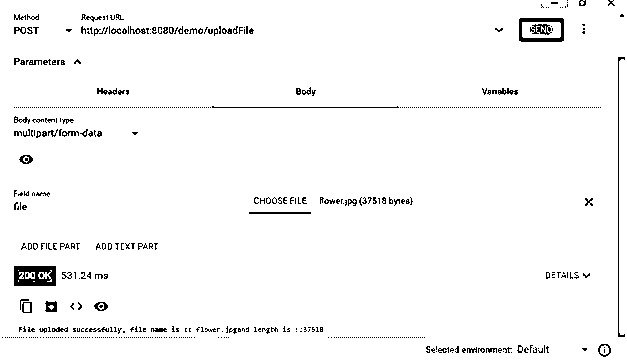 Method
Request URL
POST
http://localhost:8080/demo/uploadFile
SEND
Parameters
Headers
Body
Variables
Body content type
multipart/form-data
Field name
file
CHOOSE FILE
flower.jpg (37518 bytes)
ADD FILE PART
ADD TEXT PART
200 OK
531.24 ms
DETAILS
File uploded successfully, file name is :: flower.jpgand length is ::37518
Selected environment: Default